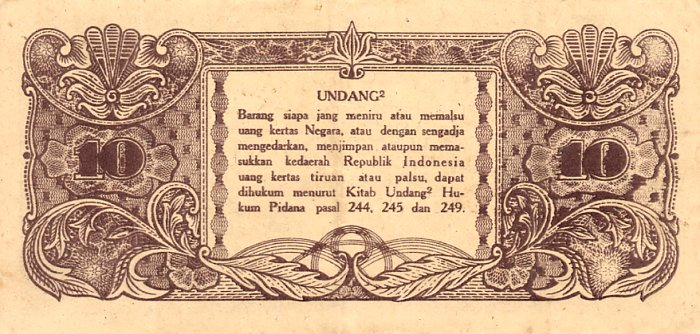 UNDANG²
Barang siapa jang meniru atau memalsu
uang kertas Negara, atau dengan sengadja
mengedarkan, menjimpan ataupun mema-
sukkan kedaerah Republik Indonesia
uang kertas tiruan atau palsu, dapat
dihukum menurut Kitab Undang² Hu-
kum Pidana pasal 244, 245 dan 249.
10 10